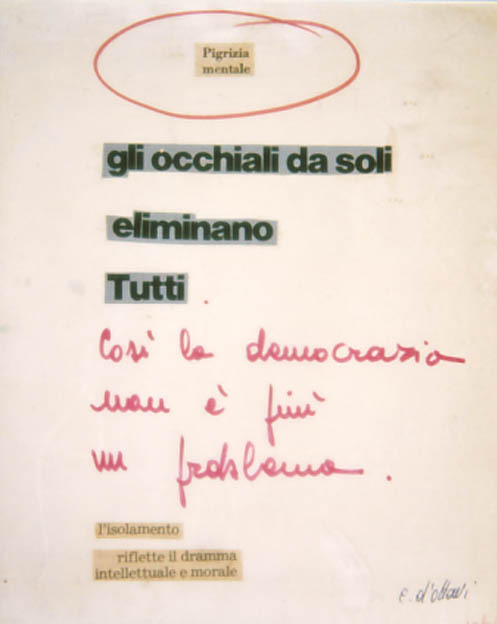 Pigrizia
mentale
gli occhiali da soli
eliminano
Tutti
Così la democrazia
non è più
un problema.
l'isolamento
riflette il dramma
intellettuale e morale